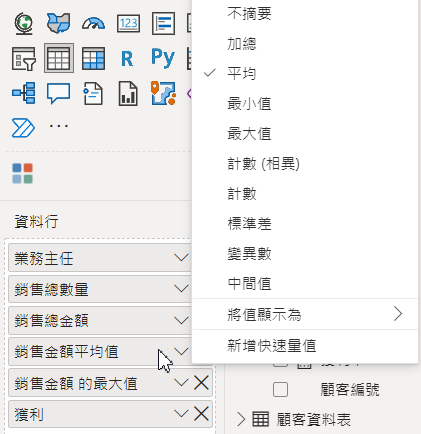 不摘要
加總
平均
最小值
最大值
計數 (相異)
計數
標準差
變異數
中間值
將值顯示為
新增快速量值
123
R
Py
資料行
業務主任
銷售總數量
銷售總金額
銷售金額平均值
銷售金額 的最大值
獲利
顧客編號
顧客資料表